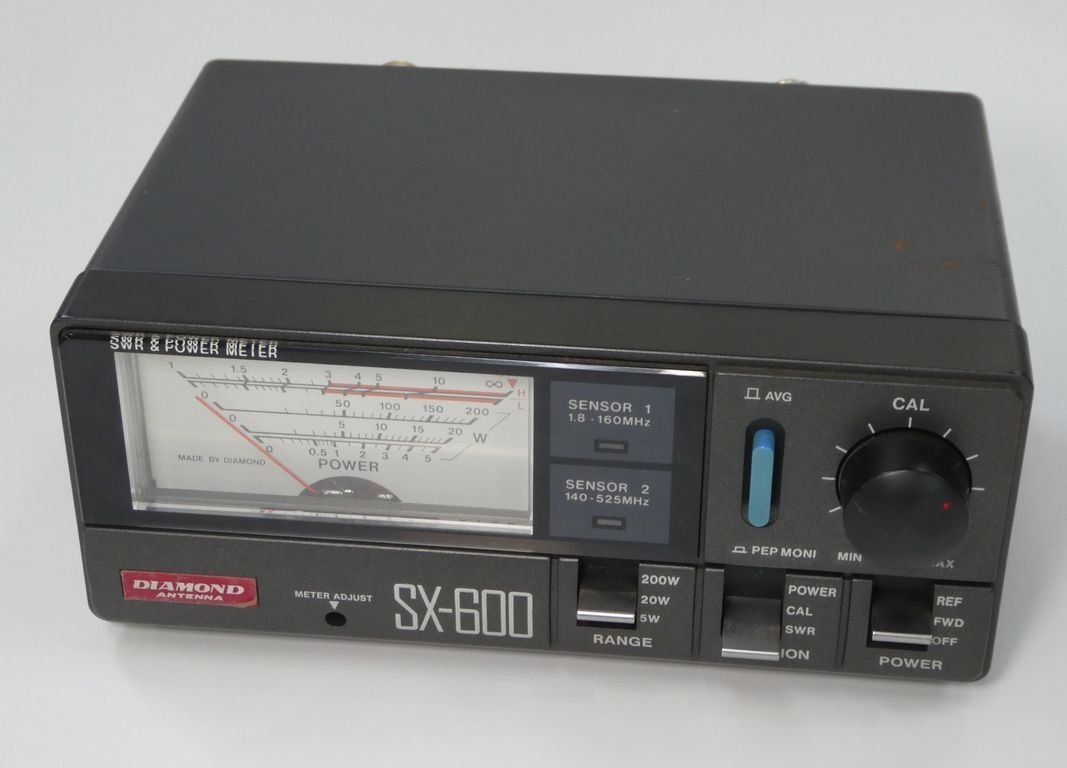 SWR & POWER METER
1 1.5 2 3 4 5 10 ∞ H
L
0 50 100 150 200
0 5 10 15 20 W
0 0.5 1 2 3 4 5
MADE BY DIAMOND
POWER
SENSOR 1
1.8 - 160MHz
SENSOR 2
140 - 525MHz
AVG
CAL
PEP MONI
MIN
DIAMOND
ANTENNA
METER ADJUST
SX-600
200W
20W
5W
RANGE
POWER
CAL
SWR
REF
FWD
OFF
POWER